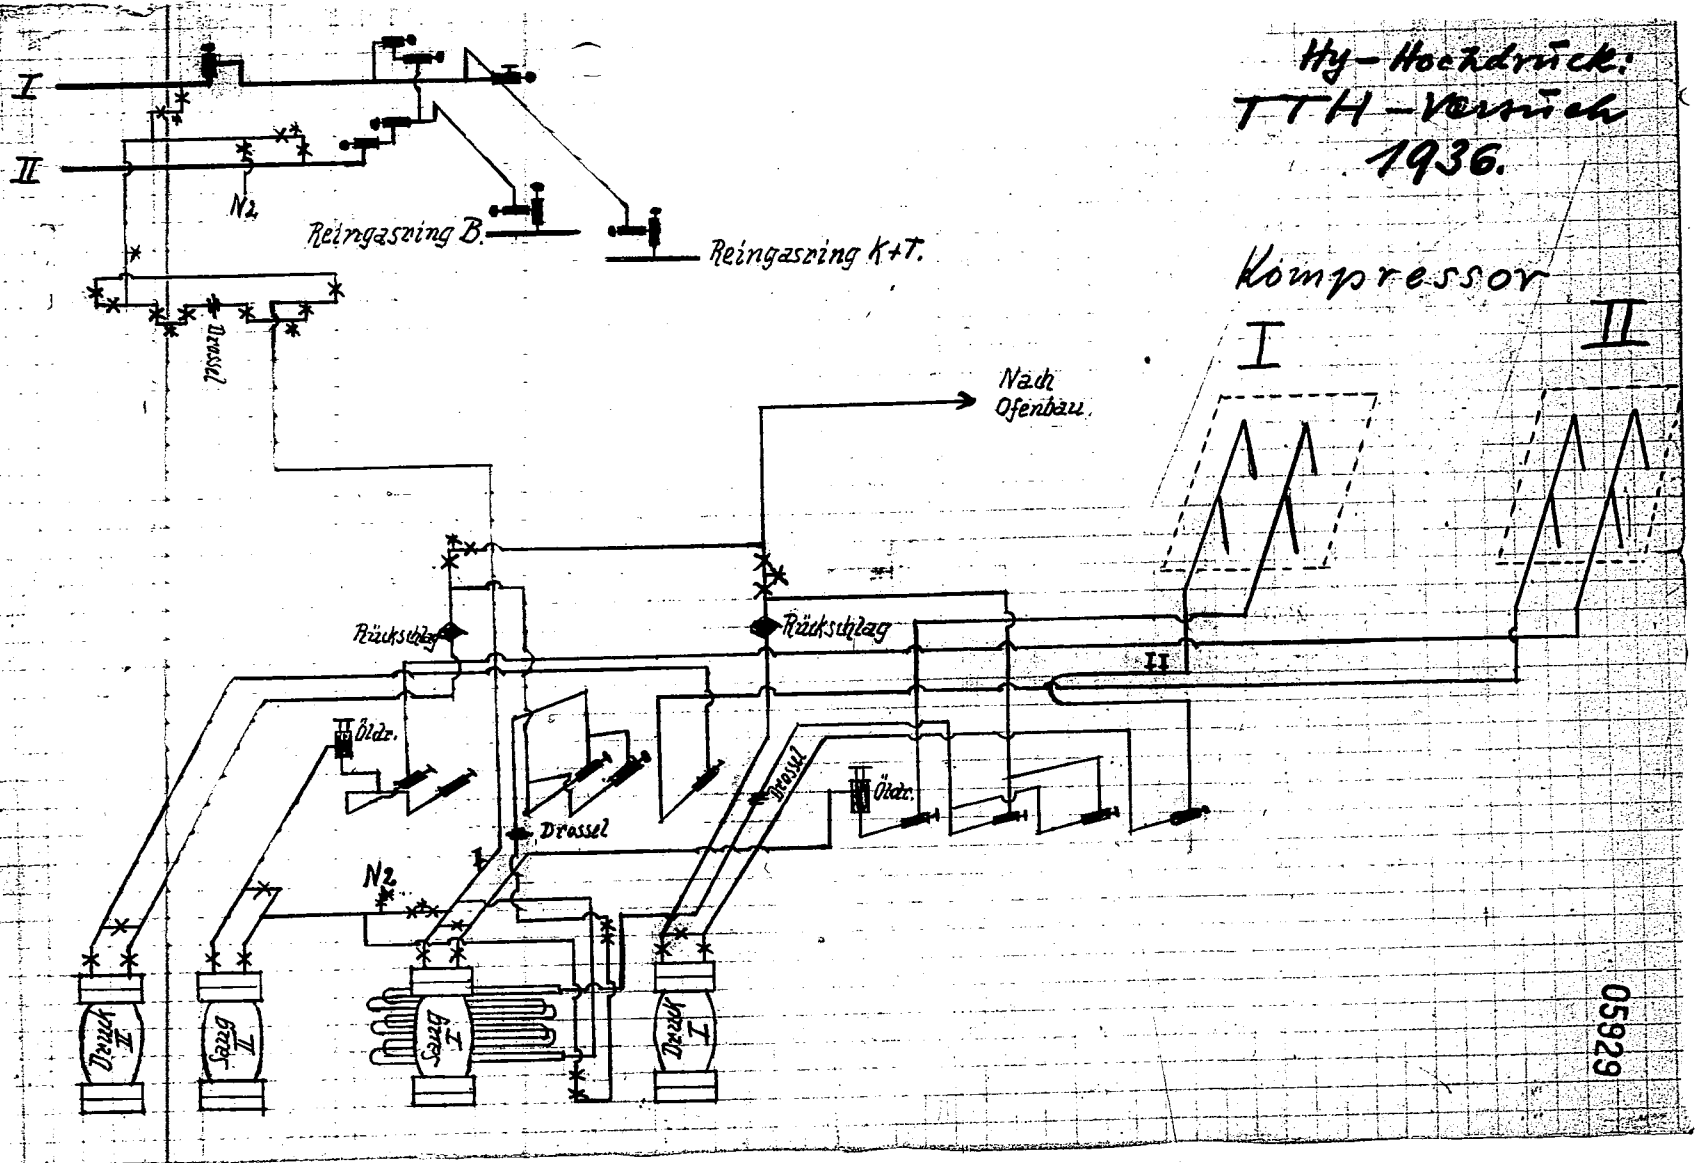 Hy-Hochdruck:
TTH-Versuch
1936.
I
II
N2
Reingasring B.
Reingasring K+T.
Drossel
Kompressor
I
II
Nach
Ofenbau.
Rückschlag
Rückschlag
II
Öldr.
Drossel
Öldr.
Drossel
I
N2
Druck
II
Saug
II
Saug
I
Druck
I
05929